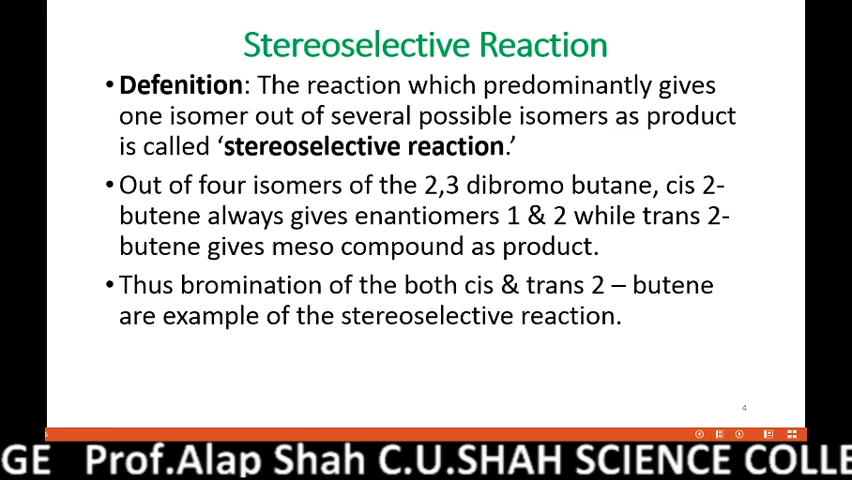 Stereoselective Reaction
• Defenition: The reaction which predominantly gives
one isomer out of several possible isomers as product
is called ‘stereoselective reaction.’
• Out of four isomers of the 2,3 dibromo butane, cis 2-
butene always gives enantiomers 1 & 2 while trans 2-
butene gives meso compound as product.
• Thus bromination of the both cis & trans 2 – butene
are example of the stereoselective reaction.
4
GE Prof.Alap Shah C.U.SHAH SCIENCE COLLE